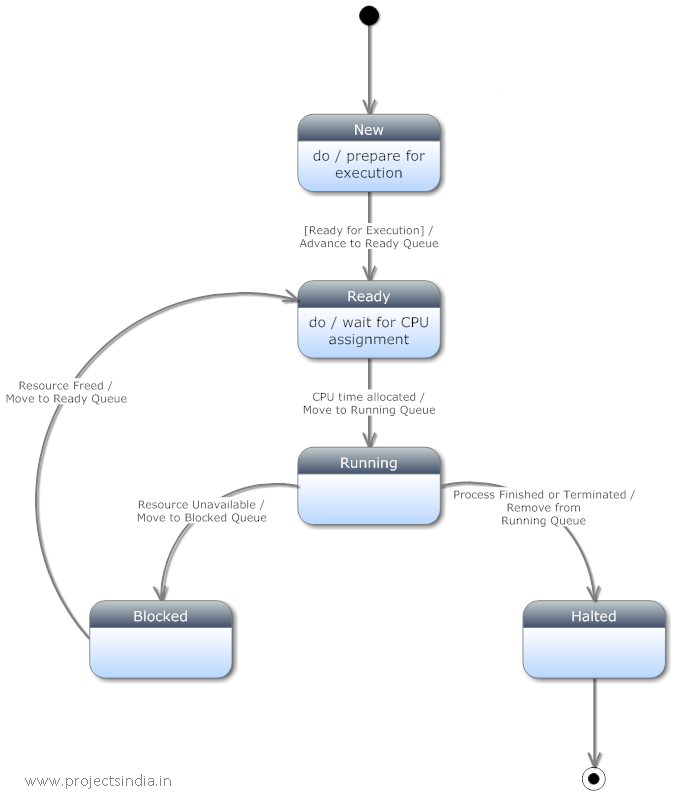 New
do / prepare for
execution
[Ready for Execution] /
Advance to Ready Queue
Ready
do / wait for CPU
assignment
Resource Freed /
Move to Ready Queue
CPU time allocated /
Move to Running Queue
Running
Resource Unavailable /
Move to Blocked Queue
Process Finished or Terminated /
Remove from
Running Queue
Blocked
Halted
www.projectsindia.in